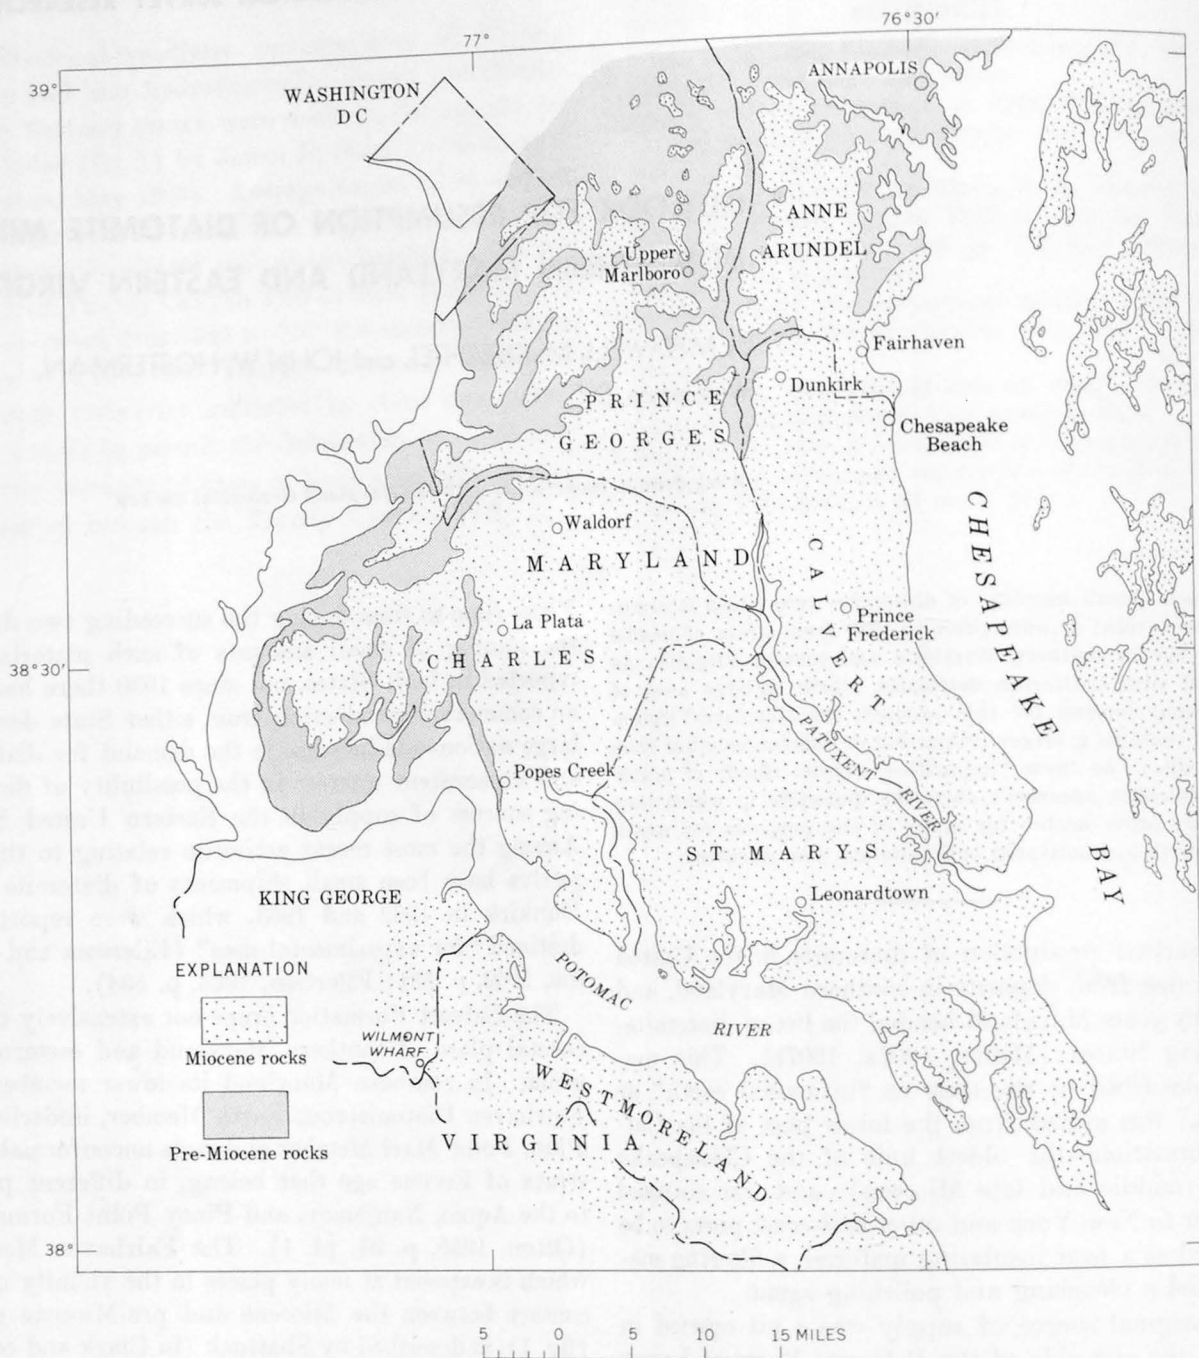 76°30'
77°
39°
WASHINGTON
D C
ANNAPOLIS
ANNE
ARUNDEL
Upper
Marlboro
Fairhaven
Dunkirk
PRINCE
GEORGES
Chesapeake
Beach
Waldorf
MARYLAND
CALVERT
CHESAPEAKE
BAY
Prince
Frederick
La Plata
38°30'
CHARLES
PATUXENT
RIVER
Popes Creek
ST MARYS
Leonardtown
KING GEORGE
EXPLANATION
Miocene rocks
Pre-Miocene rocks
POTOMAC
RIVER
WILMONT
WHARF
WESTMORELAND
VIRGINIA
38°
5 0 5 10 15 MILES